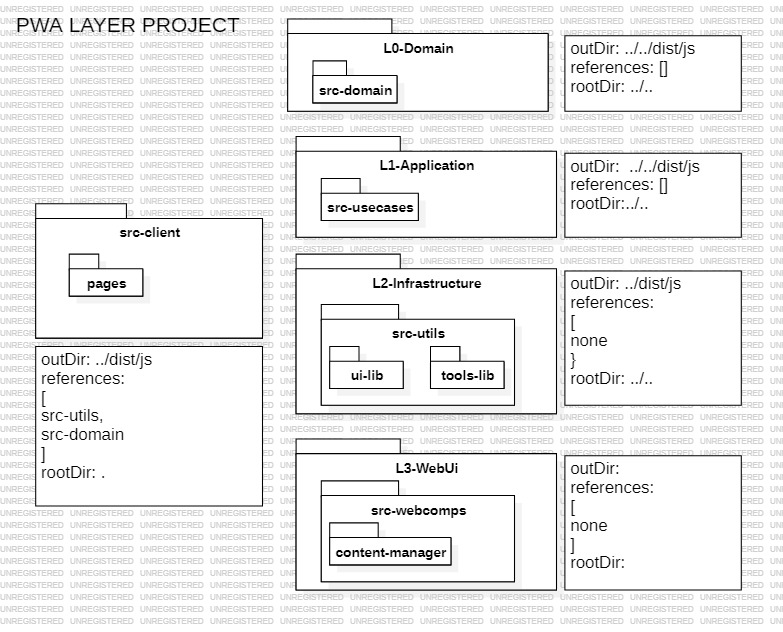 PWA LAYER PROJECT
L0-Domain
src-domain
outDir: ../../dist/js
references: []
rootDir: ../..
L1-Application
src-usecases
outDir:  ../../dist/js
references: []
rootDir:../..
src-client
pages
outDir: ../dist/js
references:
[
src-utils,
src-domain
]
rootDir: .
L2-Infrastructure
src-utils
ui-lib
tools-lib
outDir: ../dist/js
references:
[
none
}
rootDir: ../..
L3-WebUi
src-webcomps
content-manager
outDir:
references:
[
none
]
rootDir:
UNREGISTERED